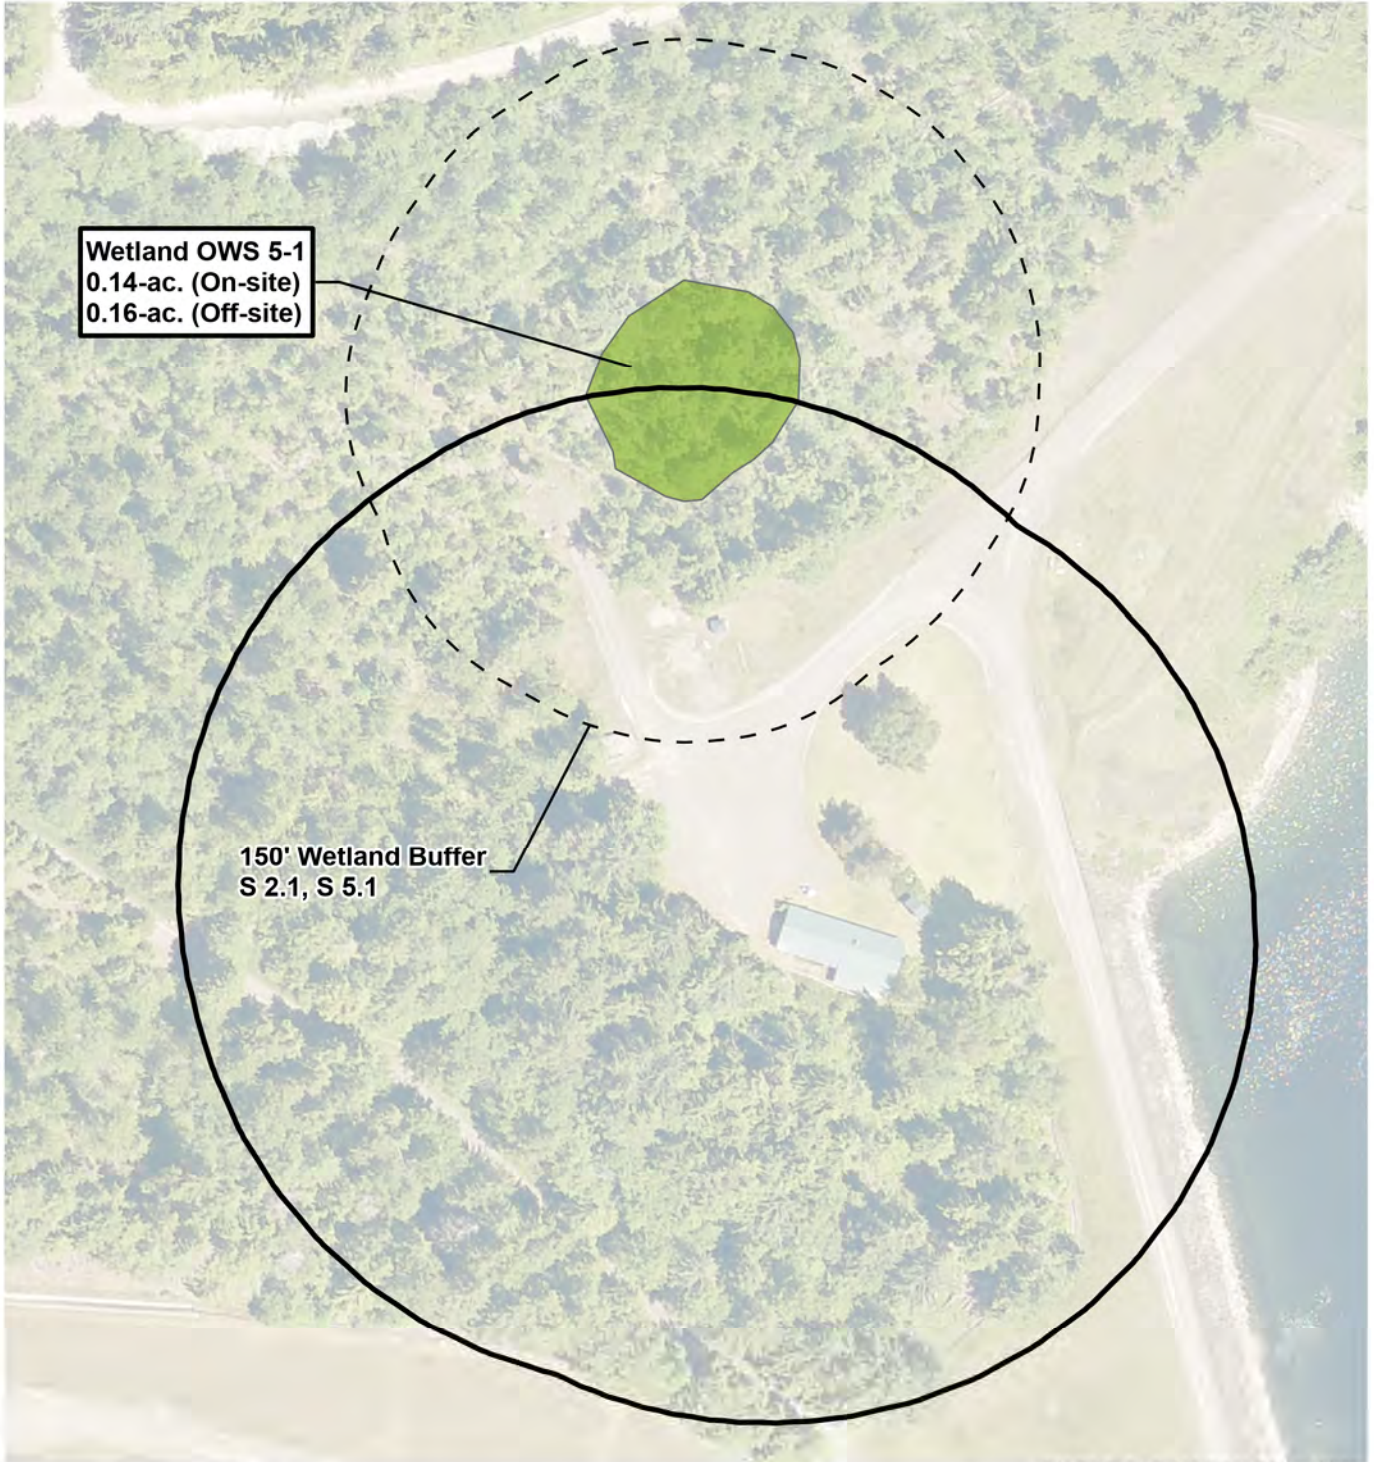 Wetland OWS 5-1
0.14-ac. (On-site)
0.16-ac. (Off-site)
150' Wetland Buffer
S 2.1, S 5.1